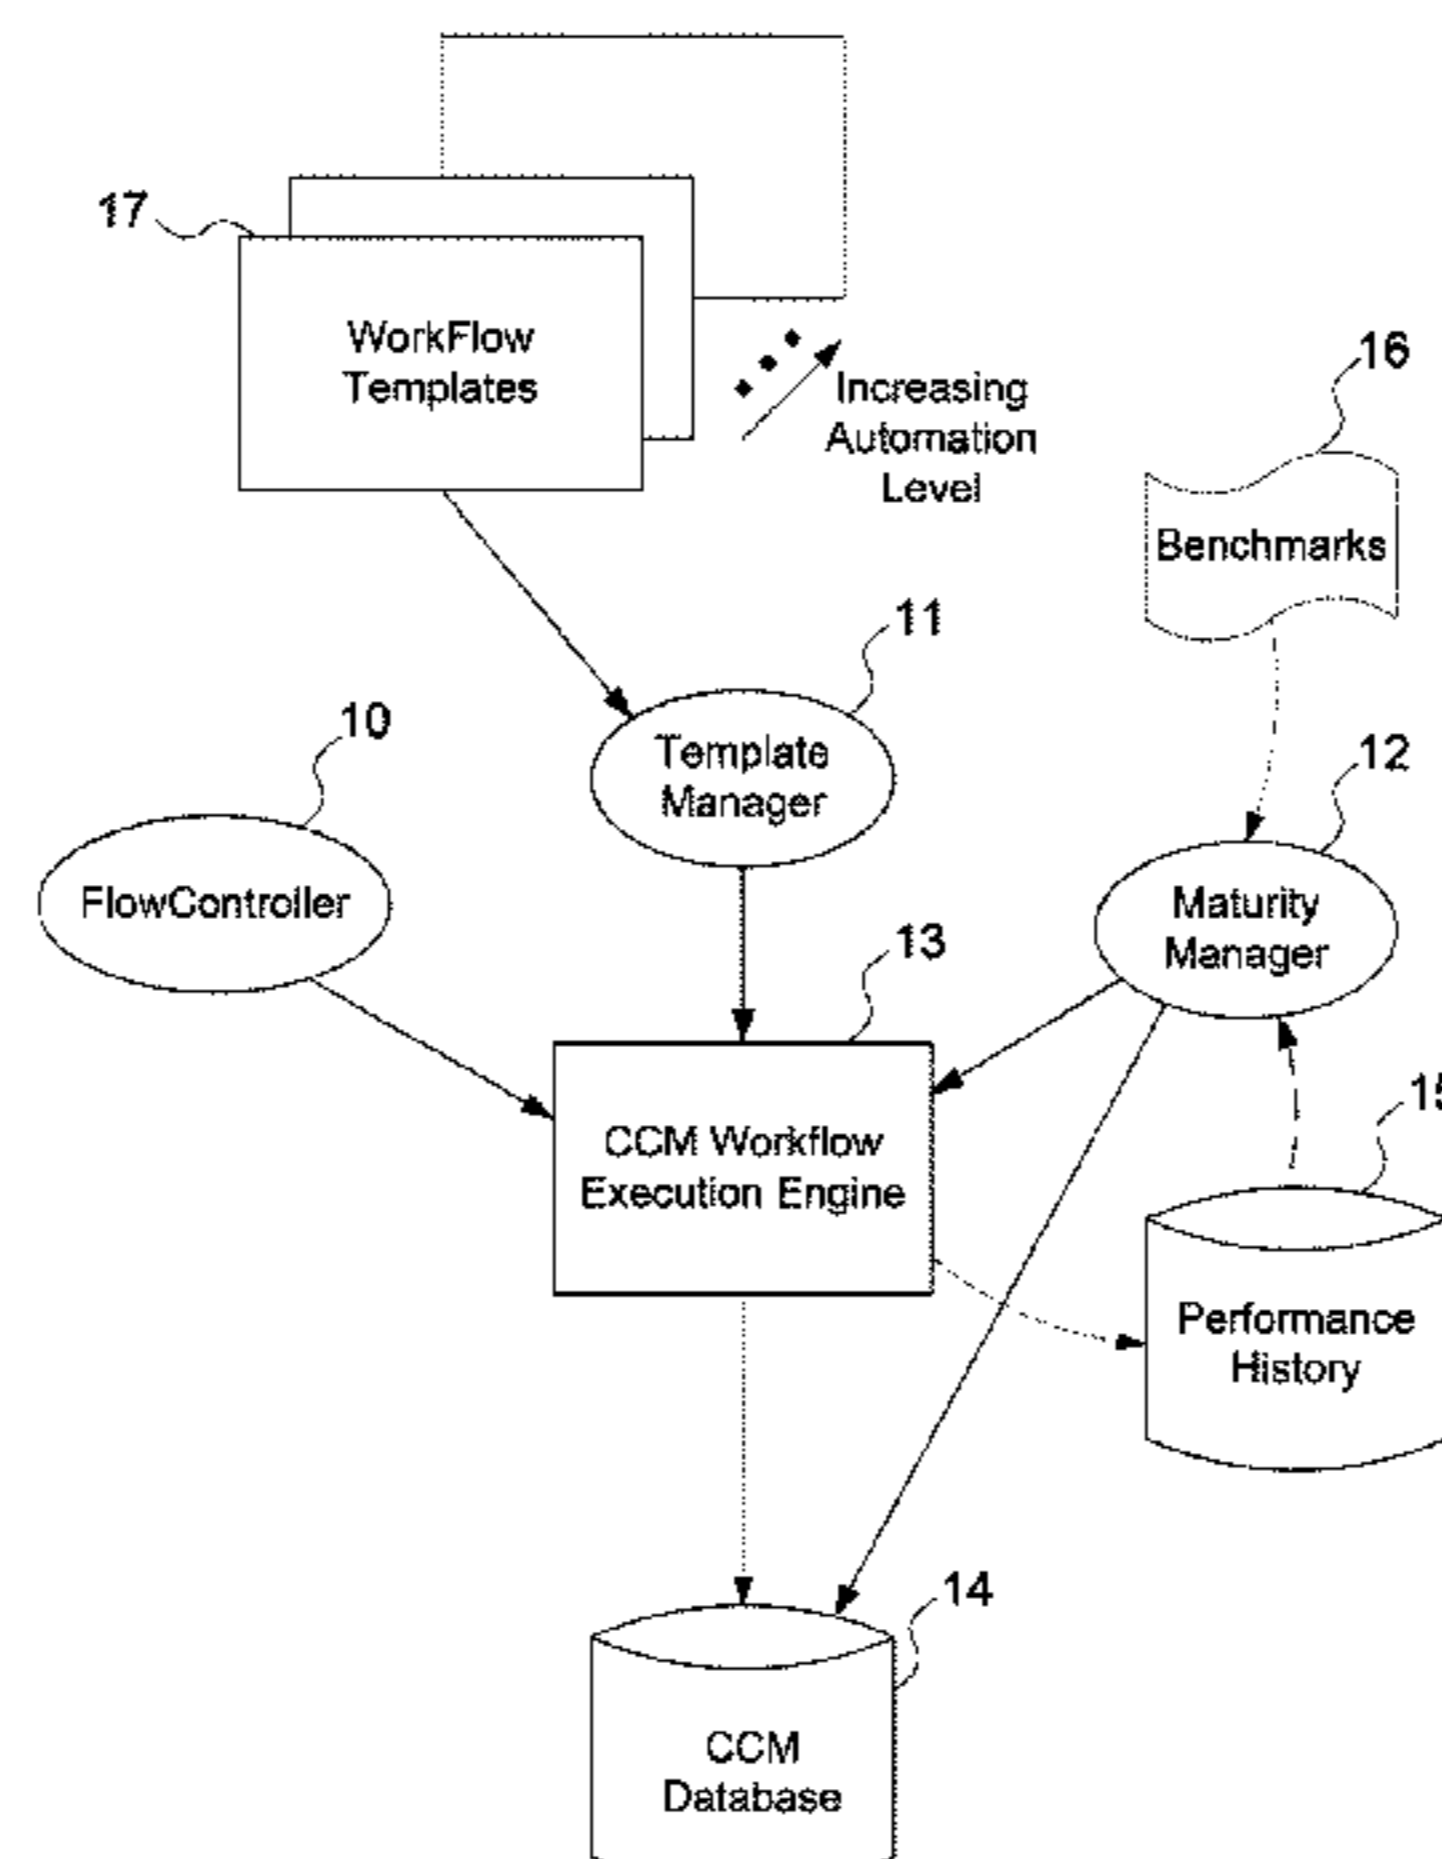 17
WorkFlow
Templates
Increasing
Automation
Level
16
Benchmarks
11
Template
Manager
10
FlowController
12
Maturity
Manager
13
CCM Workflow
Execution Engine
15
Performance
History
14
CCM
Database